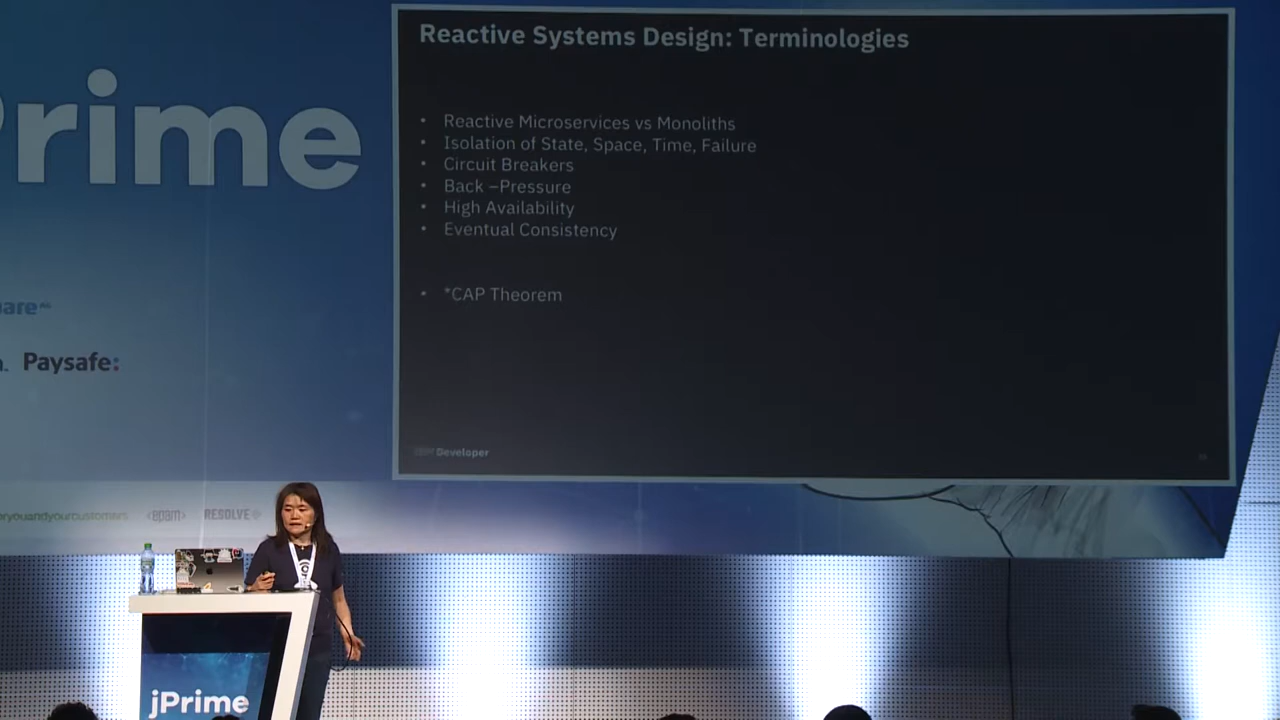 Reactive Systems Design: Terminologies
Prime
• Reactive Microservices vs Monoliths
• Isolation of State, Space, Time, Failure
• Circuit Breakers
• Back –Pressure
• High Availability
• Eventual Consistency
• *CAP Theorem
Paysafe:
IBM Developer
<epam>
RESOLVE
jPrime